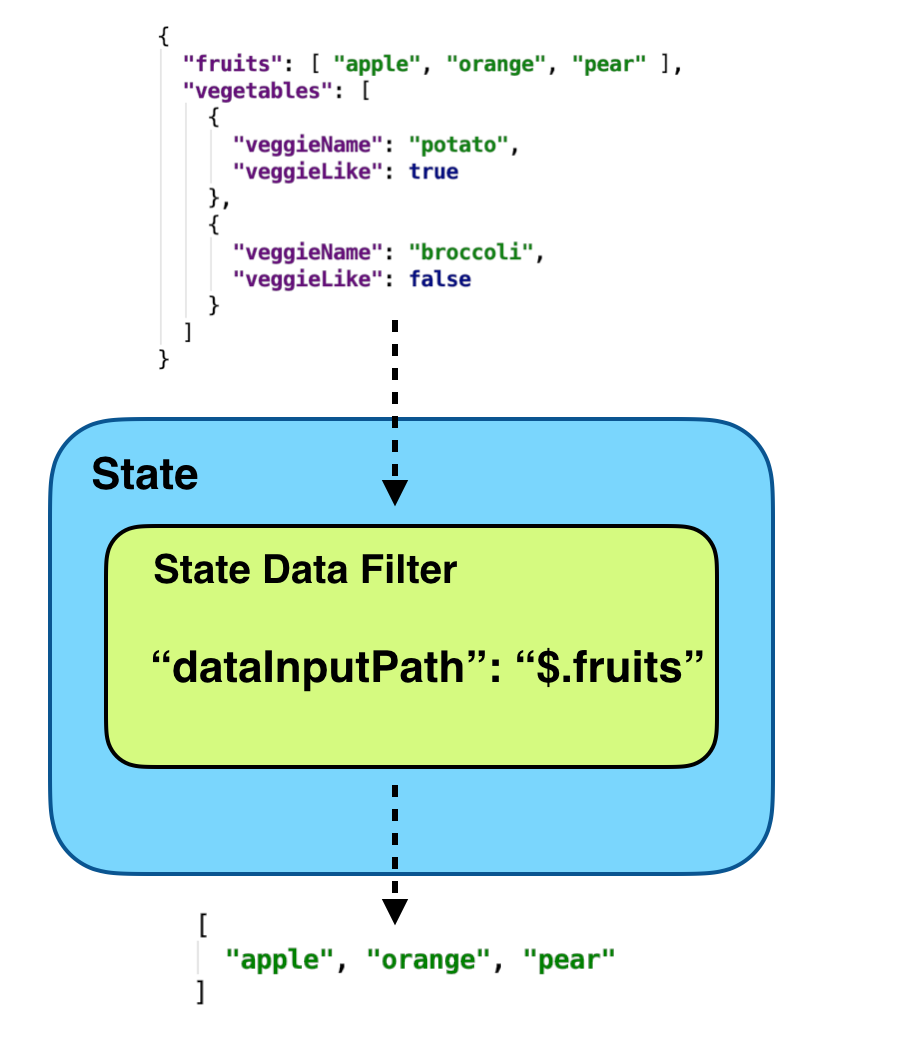 {
"fruits": [ "apple", "orange", "pear" ],
"vegetables": [
{
"veggieName": "potato",
"veggieLike": true
},
{
"veggieName": "broccoli",
"veggieLike": false
}
]
}
State
State Data Filter
“dataInputPath”: “$.fruits”
[
"apple", "orange", "pear"
]